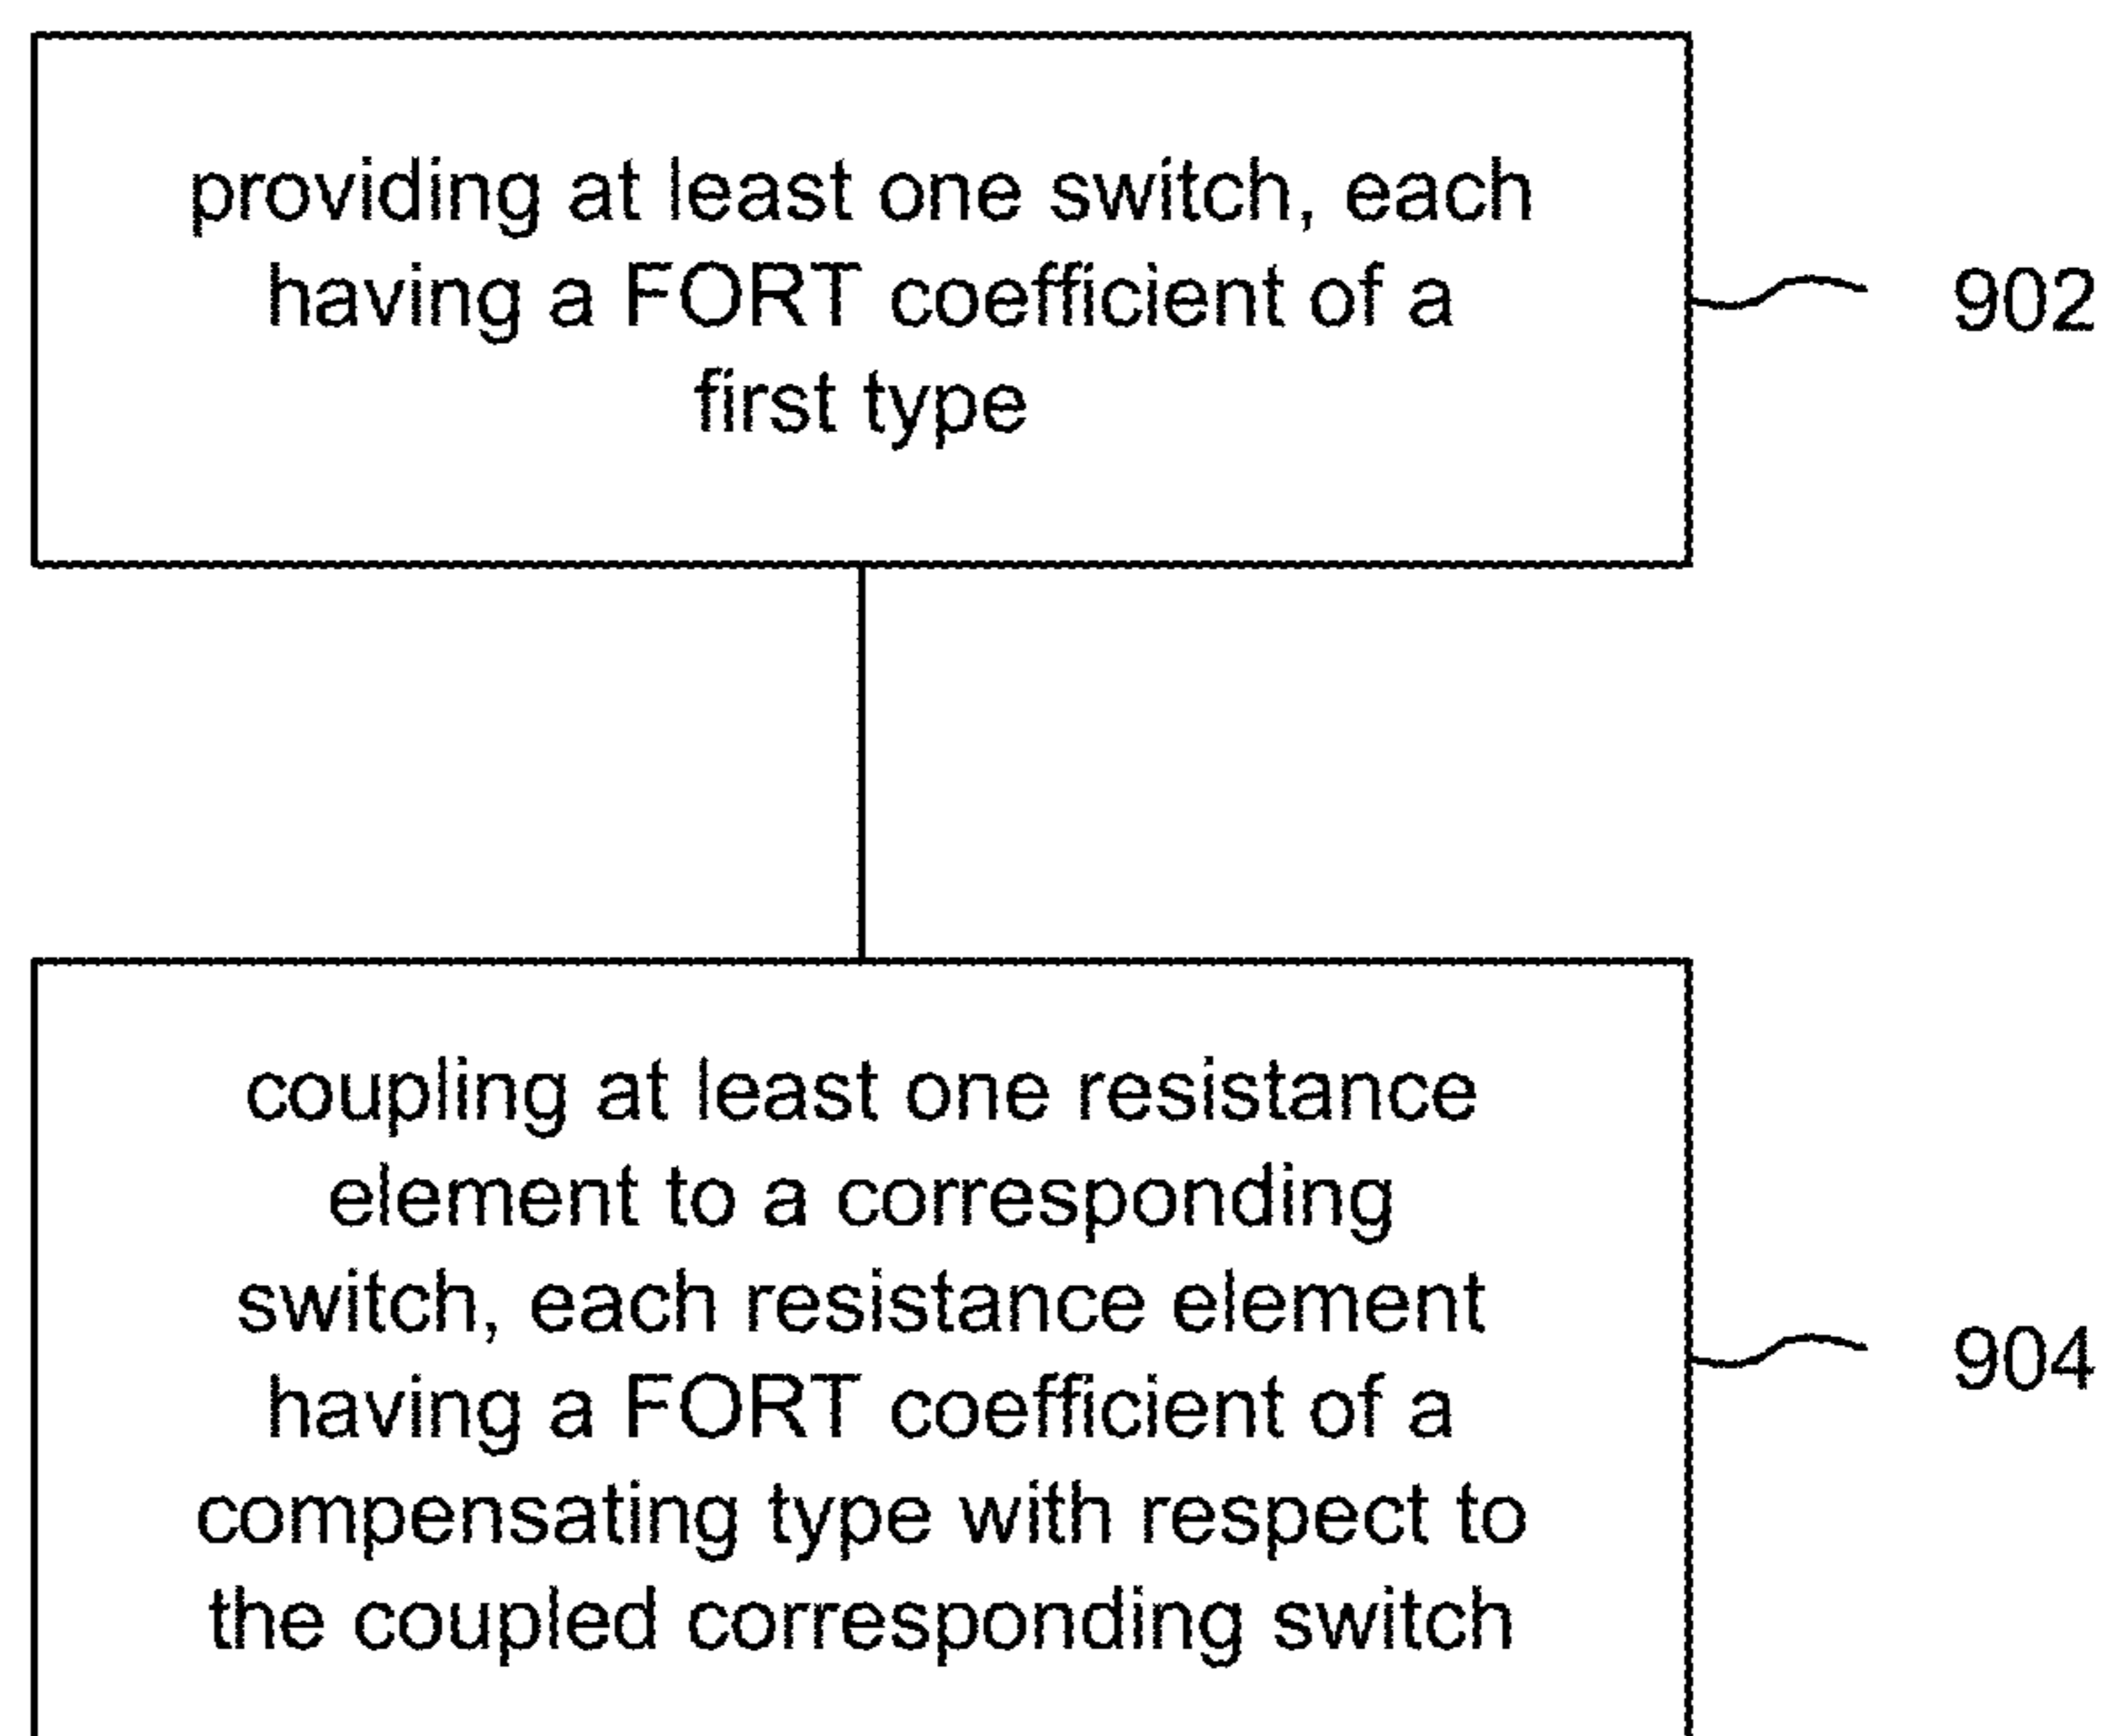 providing at least one switch, each
having a FORT coefficient of a
first type
902
coupling at least one resistance
element to a corresponding
switch, each resistance element
having a FORT coefficient of a
compensating type with respect to
the coupled corresponding switch
904